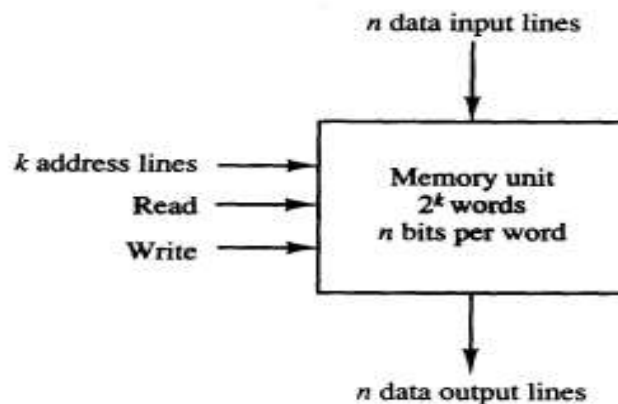 n data input lines
k address lines
Read
Write
Memory unit
2^k words
n bits per word
n data output lines